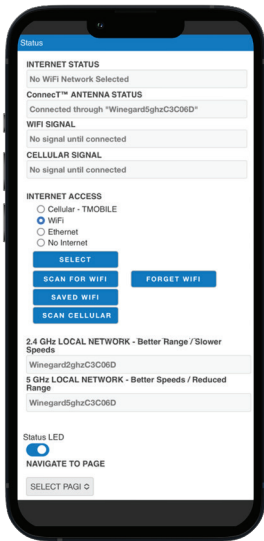 Status
INTERNET STATUS
No WiFi Network Selected
ConnecT™ ANTENNA STATUS
Connected through "Winegard5ghzC3C06D"
WIFI SIGNAL
No signal until connected
CELLULAR SIGNAL
No signal until connected
INTERNET ACCESS
Cellular - TMOBILE
WiFi
Ethernet
No Internet
SELECT
SCAN FOR WIFI
FORGET WIFI
SAVED WIFI
SCAN CELLULAR
2.4 GHz LOCAL NETWORK - Better Range / Slower
Speeds
Winegard2ghzC3C06D
5 GHz LOCAL NETWORK - Better Speeds / Reduced
Range
Winegard5ghzC3C06D
Status LED
NAVIGATE TO PAGE
SELECT PAGI